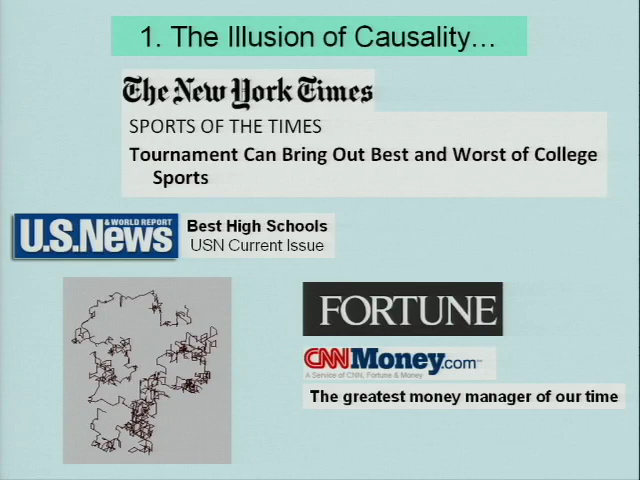 1. The Illusion of Causality...
The New York Times
SPORTS OF THE TIMES
Tournament Can Bring Out Best and Worst of College
Sports
U.S.News
& WORLD REPORT
Best High Schools
USN Current Issue
FORTUNE
CNNMoney.com
A Service of CNN, Fortune & Money
The greatest money manager of our time